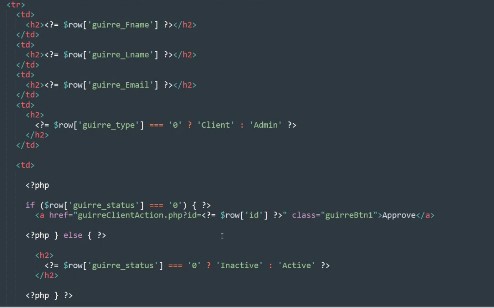 <tr>
<td>
<h2><?= $row['guirre_Fname'] ?></h2>
</td>
<td>
<h2><?= $row['guirre_Lname'] ?></h2>
</td>
<td>
<h2><?= $row['guirre_Email'] ?></h2>
</td>
<td>
<h2>
<?= $row['guirre_type'] === '0' ? 'Client' : 'Admin' ?>
</h2>
</td>
<td>
<?php
if ($row['guirre_status'] === '0') { ?>
<a href="guirreClientAction.php?id=<?= $row['id'] ?>" class="guirreBtn1">Approve</a>
<?php } else { ?>
<h2>
<?= $row['guirre_status'] === '0' ? 'Inactive' : 'Active' ?>
</h2>
<?php } ?>